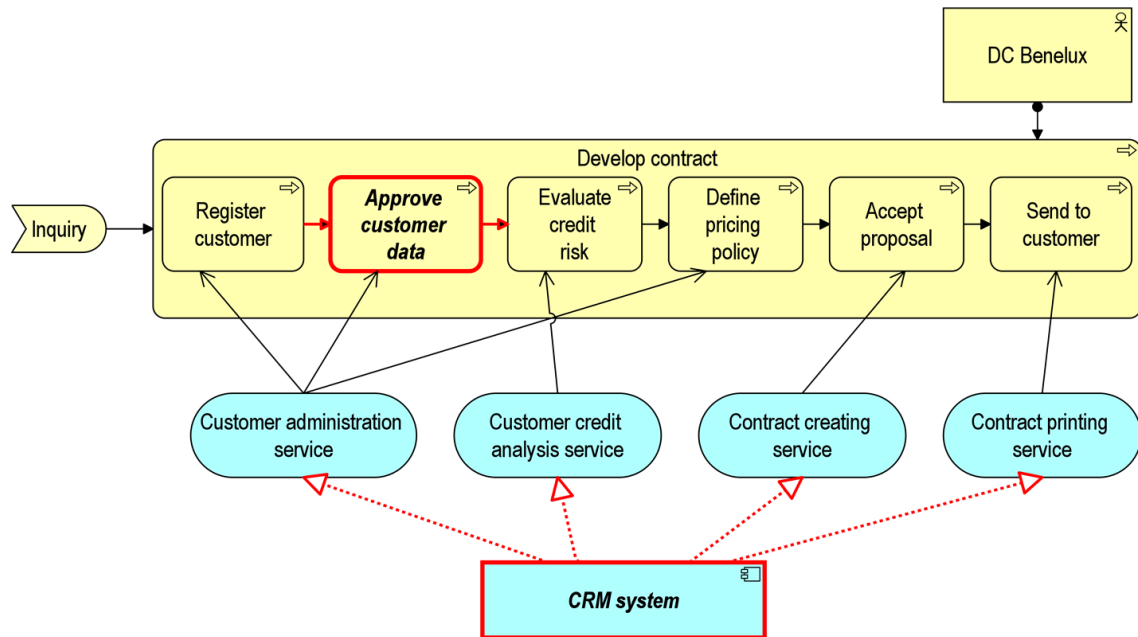 DC Benelux
Develop contract
Inquiry
Register
customer
Approve
customer
data
Evaluate
credit
risk
Define
pricing
policy
Accept
proposal
Send to
customer
Customer administration
service
Customer credit
analysis service
Contract creating
service
Contract printing
service
CRM system